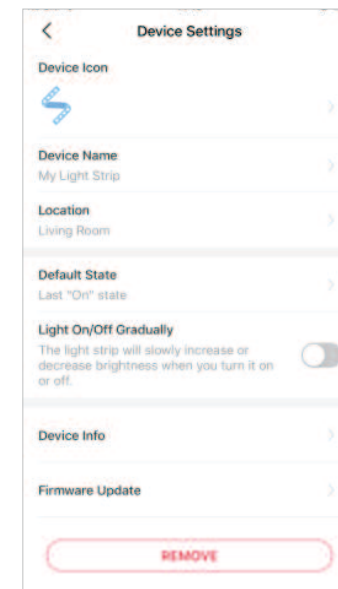 Device Settings
Device Icon
Device Name
My Light Strip
Location
Living Room
Default State
Last "On" state
Light On/Off Gradually
The light strip will slowly increase or
decrease brightness when you turn it on
or off.
Device Info
Firmware Update
REMOVE